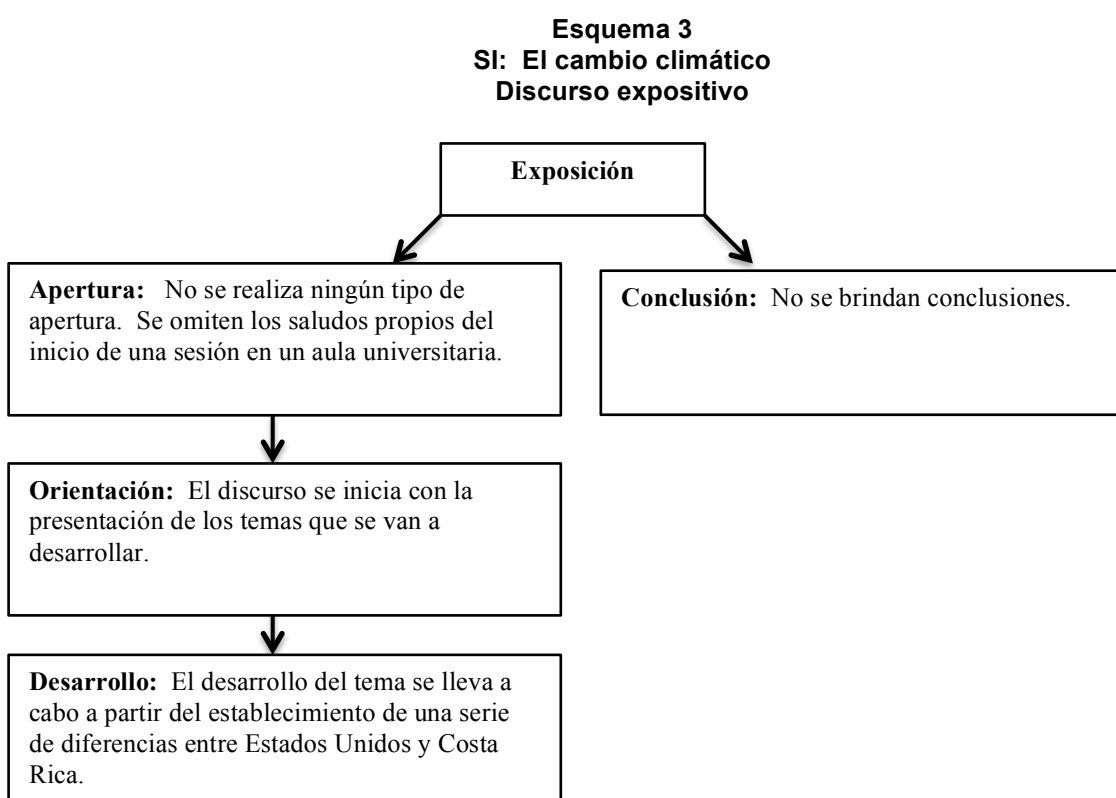 Esquema 3
SI: El cambio climático
Discurso expositivo
Exposición
Apertura: No se realiza ningún tipo de
apertura. Se omiten los saludos propios del
inicio de una sesión en un aula universitaria.
Conclusión: No se brindan conclusiones.
Orientación: El discurso se inicia con la
presentación de los temas que se van a
desarrollar.
Desarrollo: El desarrollo del tema se lleva a
cabo a partir del establecimiento de una serie
de diferencias entre Estados Unidos y Costa
Rica.